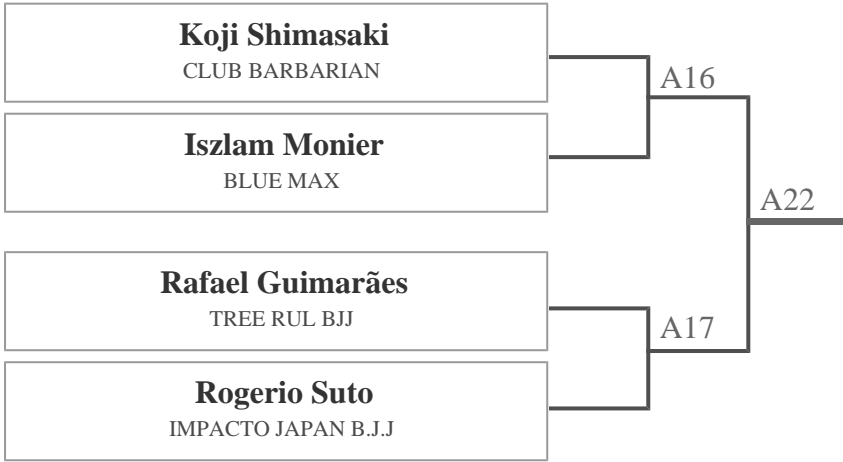 Koji Shimasaki
CLUB BARBARIAN
A16
Iszlam Monier
BLUE MAX
A22
Rafael Guimarães
TREE RUL BJJ
A17
Rogerio Suto
IMPACTO JAPAN B.J.J